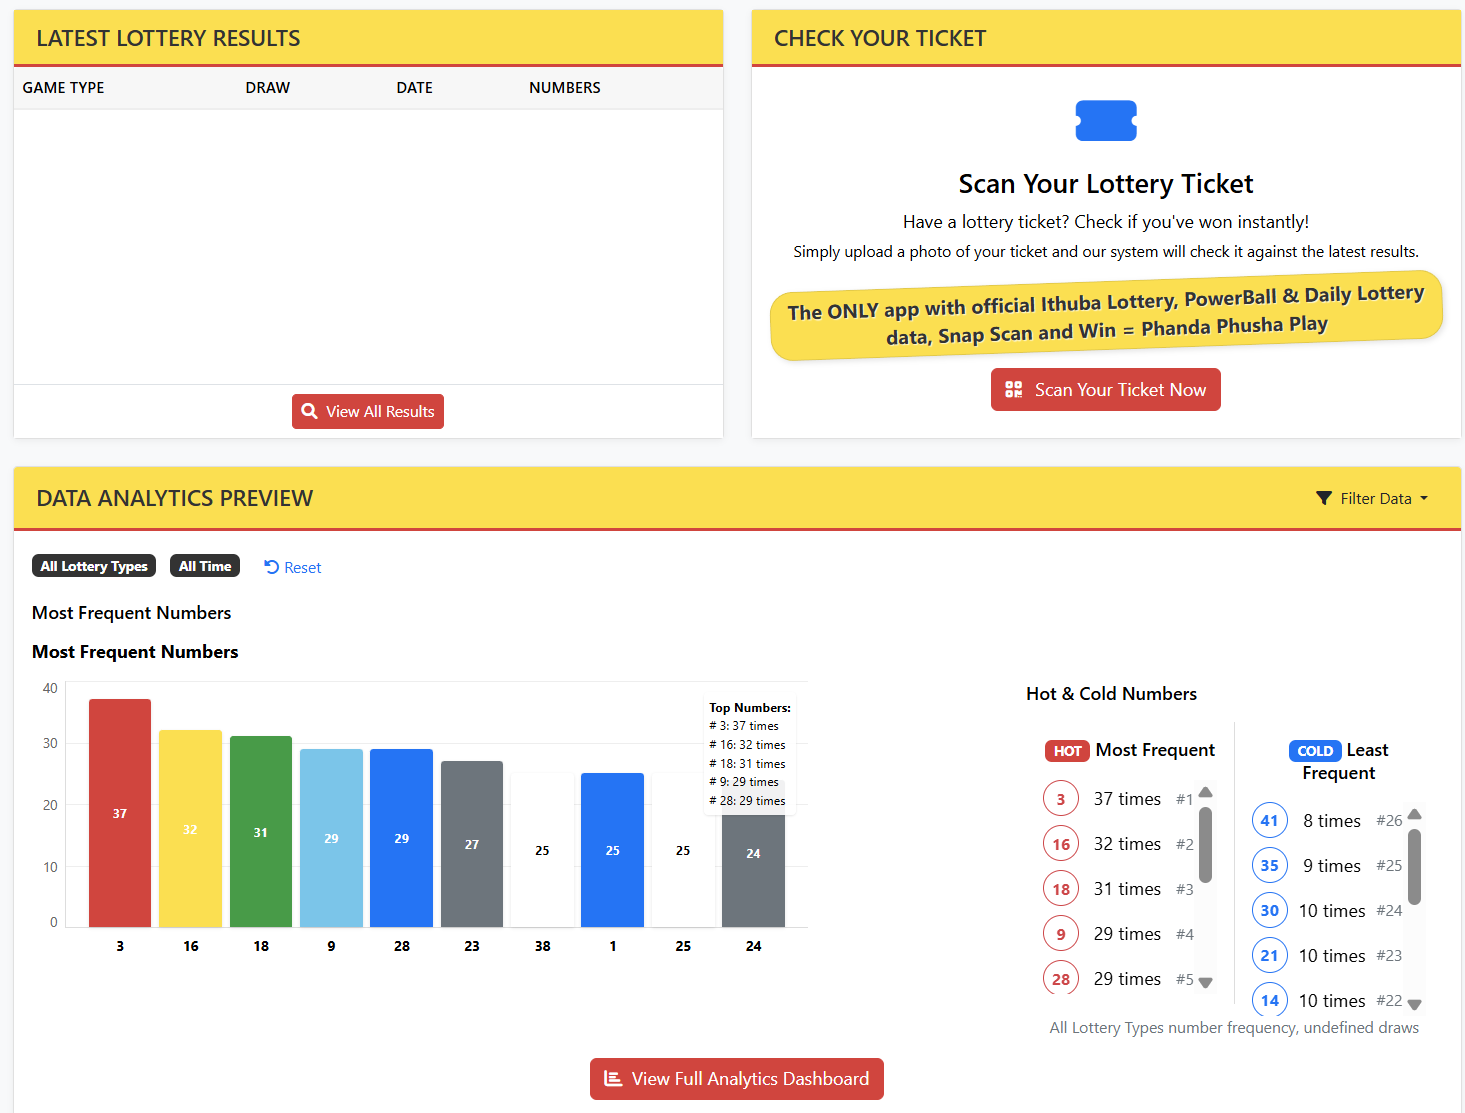 LATEST LOTTERY RESULTS
GAME TYPE DRAW DATE NUMBERS
View All Results
CHECK YOUR TICKET
Scan Your Lottery Ticket
Have a lottery ticket? Check if you've won instantly!
Simply upload a photo of your ticket and our system will check it against the latest results.
The ONLY app with official Ithuba Lottery, PowerBall & Daily Lottery
data, Snap Scan and Win = Phanda Phusha Play
Scan Your Ticket Now
DATA ANALYTICS PREVIEW
Filter Data
All Lottery Types All Time Reset
Most Frequent Numbers
Most Frequent Numbers
40
30
20
10
0
37 32 31 29 29 27 25 25 25 24
3 16 18 9 28 23 38 1 25 24
Top Numbers:
# 3: 37 times
# 16: 32 times
# 18: 31 times
# 9: 29 times
# 28: 29 times
Hot & Cold Numbers
HOT Most Frequent
3 37 times #1
16 32 times #2
18 31 times #3
9 29 times #4
28 29 times #5
COLD Least
Frequent
41 8 times #26
35 9 times #25
30 10 times #24
21 10 times #23
14 10 times #22
All Lottery Types number frequency, undefined draws
View Full Analytics Dashboard